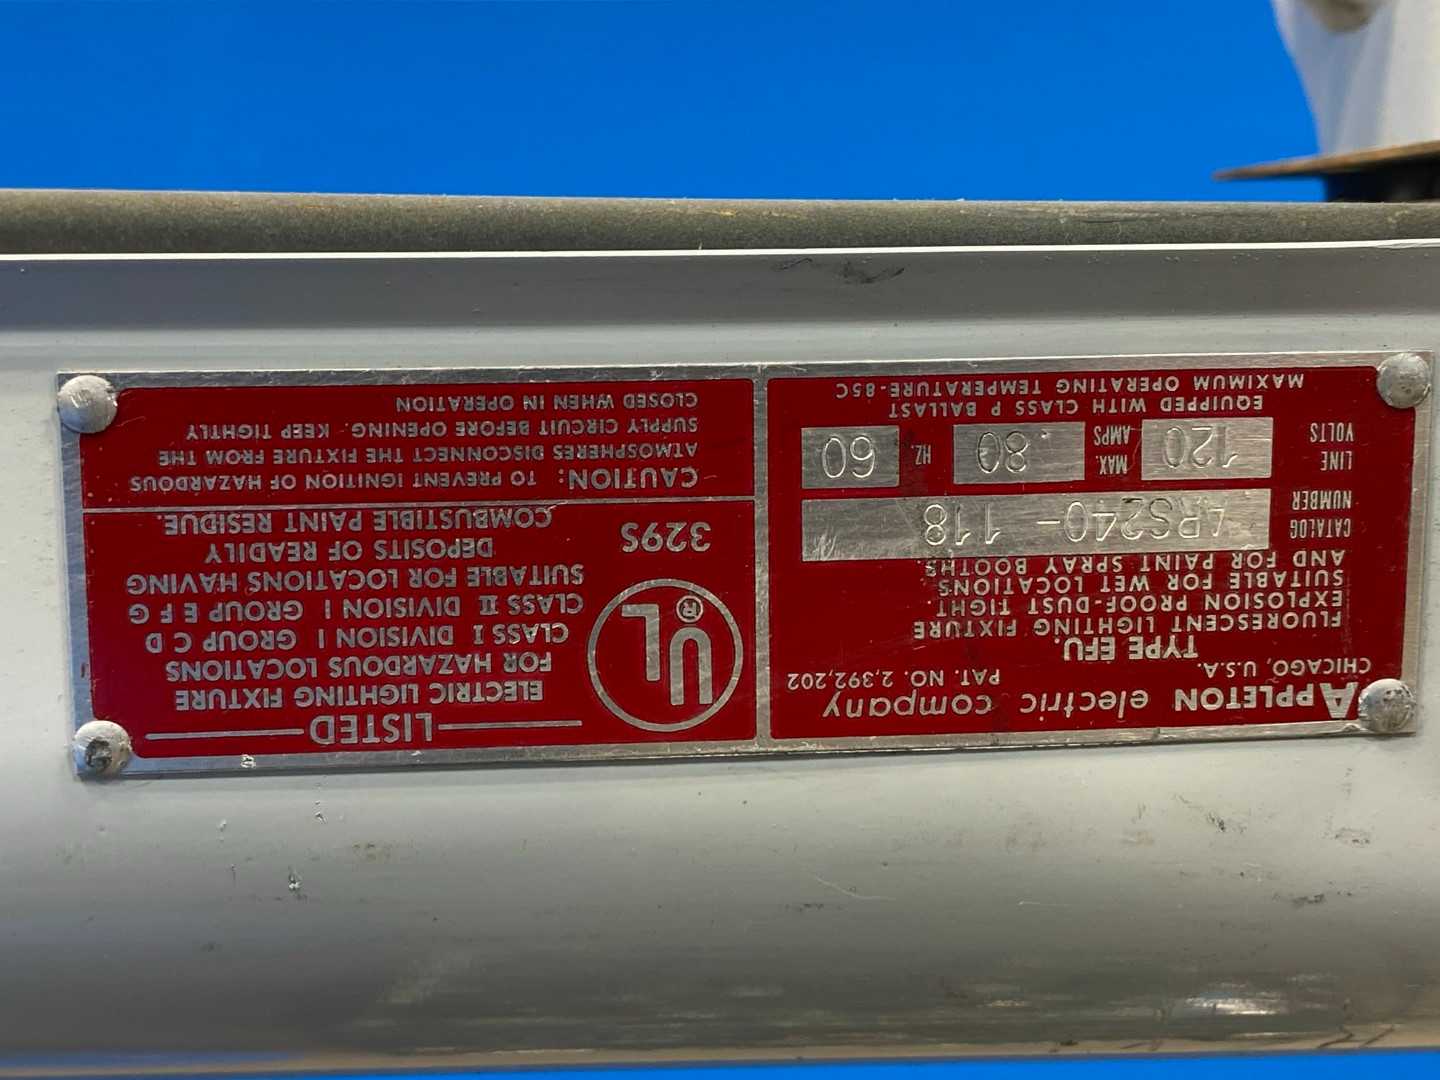 APPLETON electric company
CHICAGO, U.S.A. PAT. NO. 2,392,202
TYPE EFU.
FLUORESCENT LIGHTING FIXTURE
EXPLOSION PROOF-DUST TIGHT.
SUITABLE FOR WET LOCATIONS
AND FOR PAINT SPRAY BOOTHS.
CATALOG NUMBER ARS240-118
LINE VOLTS 120 MAX. AMPS .80 HZ 60
EQUIPPED WITH CLASS P BALLAST
MAXIMUM OPERATING TEMPERATURE-85C
UL ®
329S
LISTED
ELECTRIC LIGHTING FIXTURE
FOR HAZARDOUS LOCATIONS
CLASS I DIVISION I GROUP C D
CLASS II DIVISION I GROUP E F G
SUITABLE FOR LOCATIONS HAVING
DEPOSITS OF READILY
COMBUSTIBLE PAINT RESIDUE.
CAUTION: TO PREVENT IGNITION OF HAZARDOUS
ATMOSPHERES DISCONNECT THE FIXTURE FROM THE
SUPPLY CIRCUIT BEFORE OPENING. KEEP TIGHTLY
CLOSED WHEN IN OPERATION